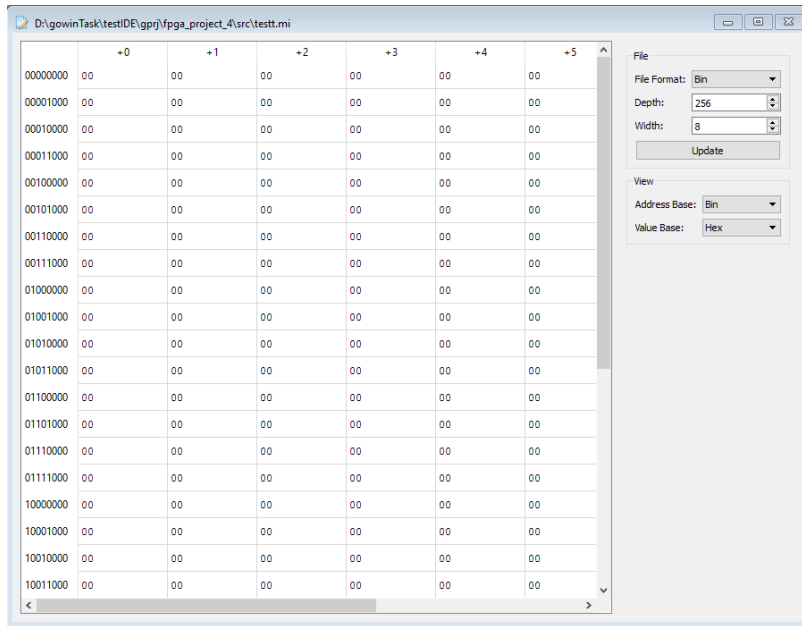 D:\gowinTask\testIDE\gprj\fpga_project_4\src\testt.mi
+0 +1 +2 +3 +4 +5
00000000 00 00 00 00 00 00
00001000 00 00 00 00 00 00
00010000 00 00 00 00 00 00
00011000 00 00 00 00 00 00
00100000 00 00 00 00 00 00
00101000 00 00 00 00 00 00
00110000 00 00 00 00 00 00
00111000 00 00 00 00 00 00
01000000 00 00 00 00 00 00
01001000 00 00 00 00 00 00
01010000 00 00 00 00 00 00
01011000 00 00 00 00 00 00
01100000 00 00 00 00 00 00
01101000 00 00 00 00 00 00
01110000 00 00 00 00 00 00
01111000 00 00 00 00 00 00
10000000 00 00 00 00 00 00
10001000 00 00 00 00 00 00
10010000 00 00 00 00 00 00
10011000 00 00 00 00 00 00
File
File Format: Bin
Depth: 256
Width: 8
Update
View
Address Base: Bin
Value Base: Hex